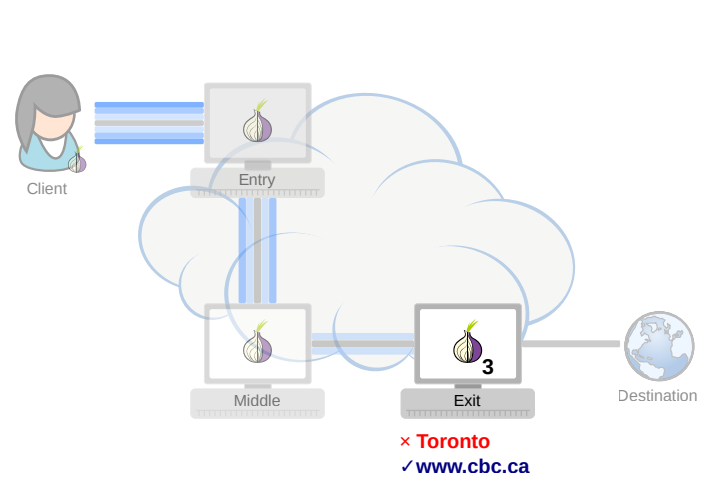 Client
Entry
Middle
3
Exit
Destination
× Toronto
✓www.cbc.ca